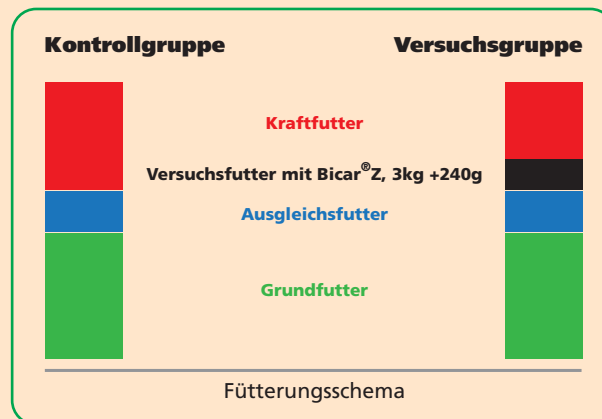 Kontrollgruppe Versuchsgruppe
Kraftfutter
Versuchsfutter mit Bicar®Z, 3kg +240g
Ausgleichsfutter
Grundfutter
Fütterungsschema